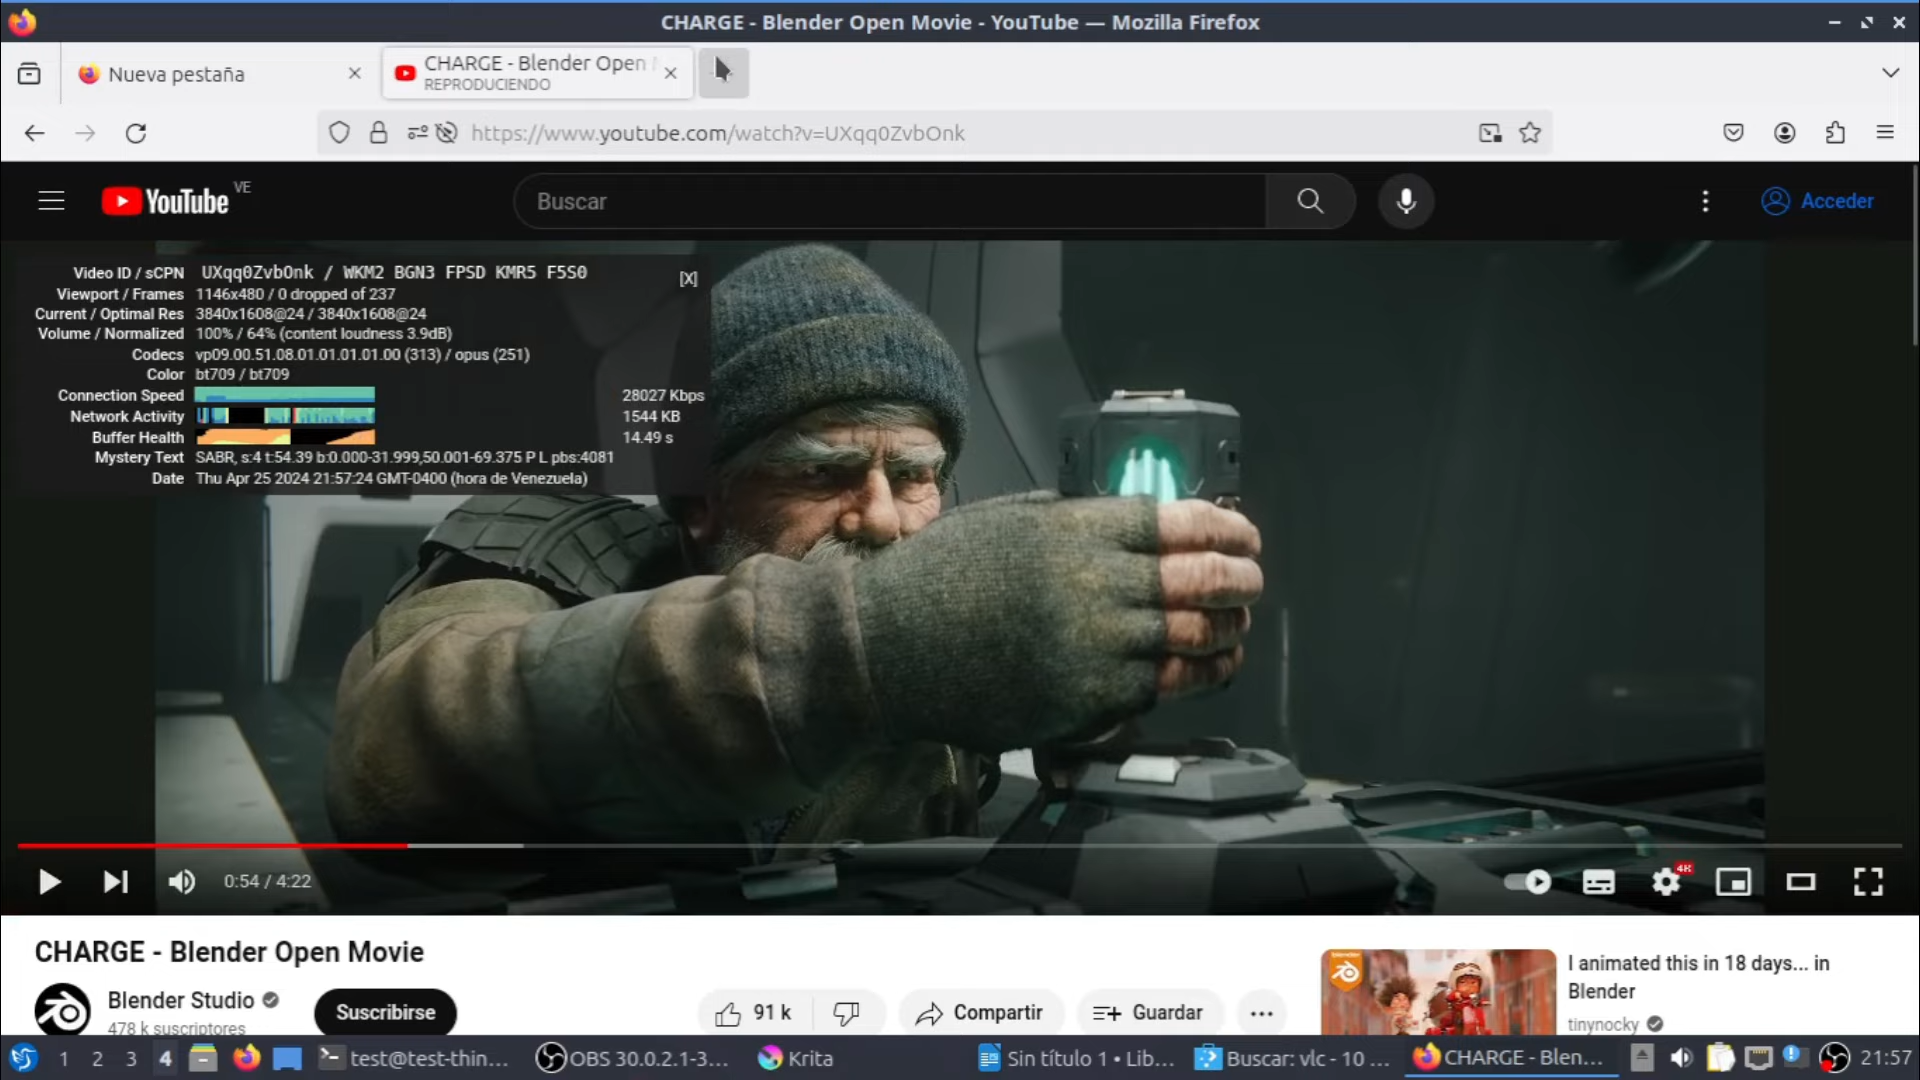 CHARGE - Blender Open Movie - YouTube — Mozilla Firefox
Nueva pestaña
CHARGE - Blender Open
REPRODUCIENDO
https://www.youtube.com/watch?v=UXqq0ZvbOnk
YouTube VE
Buscar
Acceder
Video ID / sCPN UXqq0ZvbOnk / WKM2 BGN3 FPSD KMR5 F5S0
[X]
Viewport / Frames 1146x480 / 0 dropped of 237
Current / Optimal Res 3840x1608@24 / 3840x1608@24
Volume / Normalized 100% / 64% (content loudness 3.9dB)
Codecs vp09.00.51.08.01.01.01.01.00 (313) / opus (251)
Color bt709 / bt709
Connection Speed 28027 Kbps
Network Activity 1544 KB
Buffer Health 14.49 s
Mystery Text SABR, s:4 t:54.39 b:0.000-31.999,50.001-69.375 P L pbs:4081
Date Thu Apr 25 2024 21:57:24 GMT-0400 (hora de Venezuela)
0:54 / 4:22
4K
CHARGE - Blender Open Movie
Blender Studio
478 k suscriptores
Suscribirse
91 k
Compartir
Guardar
blender
I animated this in 18 days... in
Blender
tinynocky
1 2 3 4
test@test-thin...
OBS 30.0.2.1-3...
Krita
Sin título 1 • Lib...
Buscar: vlc - 10 ...
CHARGE - Blen...
21:57